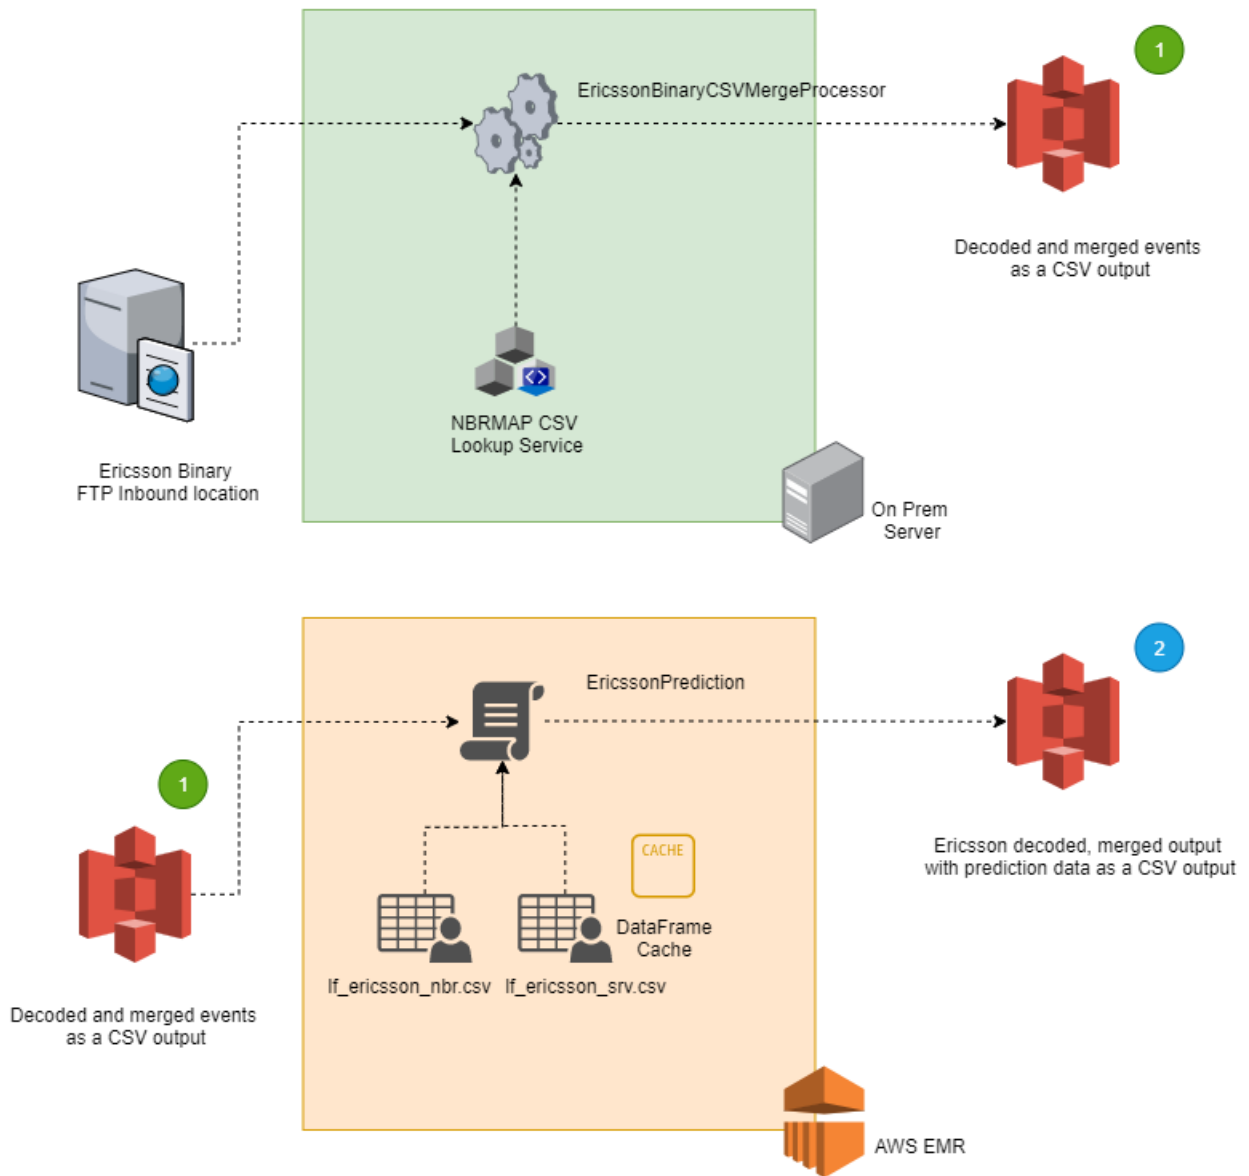 1
EricssonBinaryCSVMergeProcessor
Decoded and merged events
as a CSV output
NBRMAP CSV
Lookup Service
Ericsson Binary
FTP Inbound location
On Prem
Server
2
EricssonPrediction
1
CACHE
Ericsson decoded, merged output
with prediction data as a CSV output
DataFrame
Cache
lf_ericsson_nbr.csv
lf_ericsson_srv.csv
Decoded and merged events
as a CSV output
AWS EMR